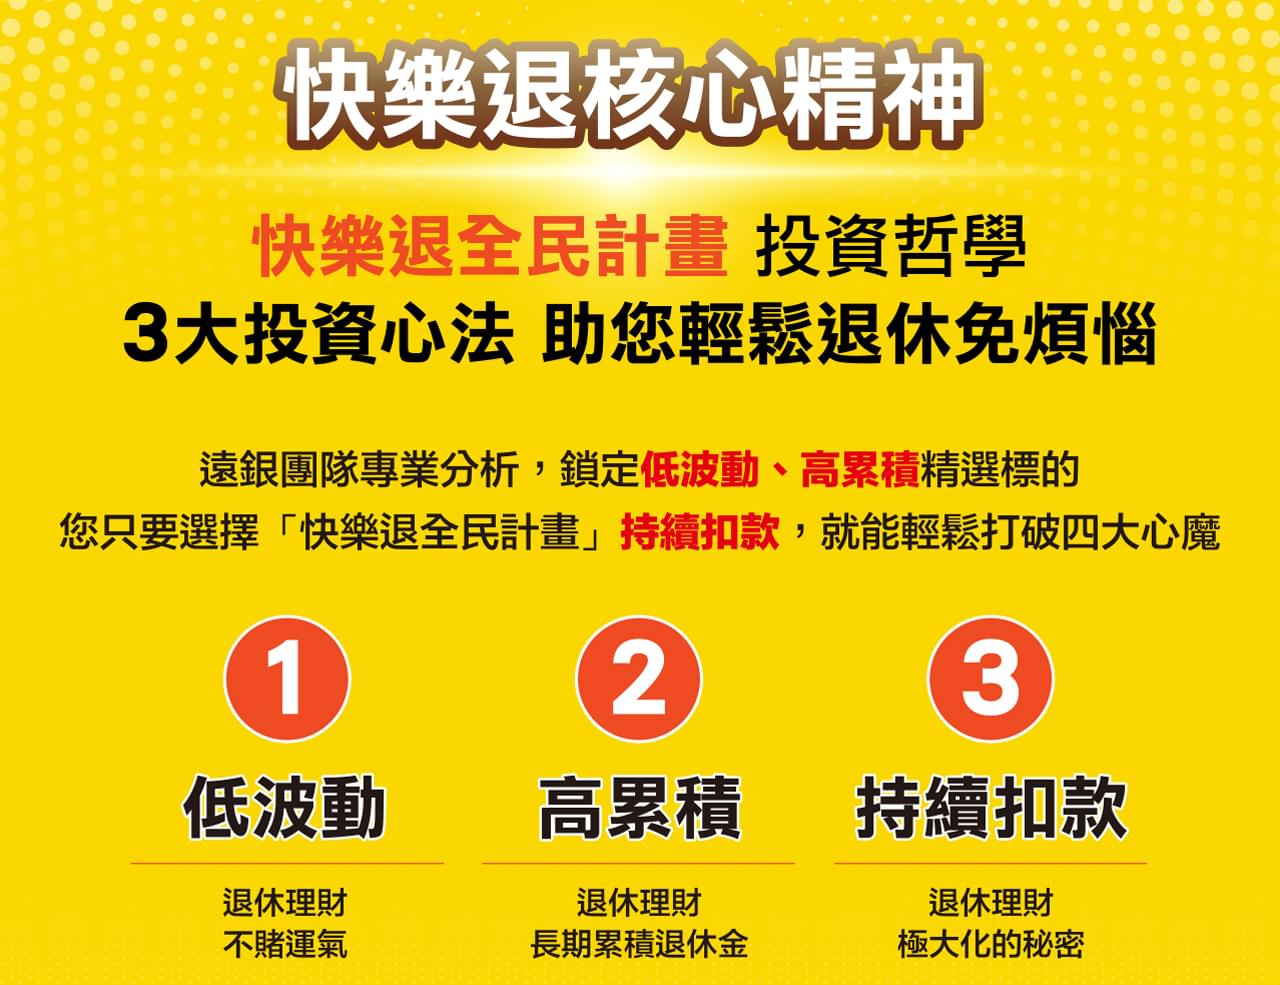 快樂退核心精神
快樂退全民計畫 投資哲學
3大投資心法 助您輕鬆退休免煩惱
遠銀團隊專業分析，鎖定低波動、高累積精選標的
您只要選擇「快樂退全民計畫」持續扣款，就能輕鬆打破四大心魔
1
低波動
退休理財
不賭運氣
2
高累積
退休理財
長期累積退休金
3
持續扣款
退休理財
極大化的秘密